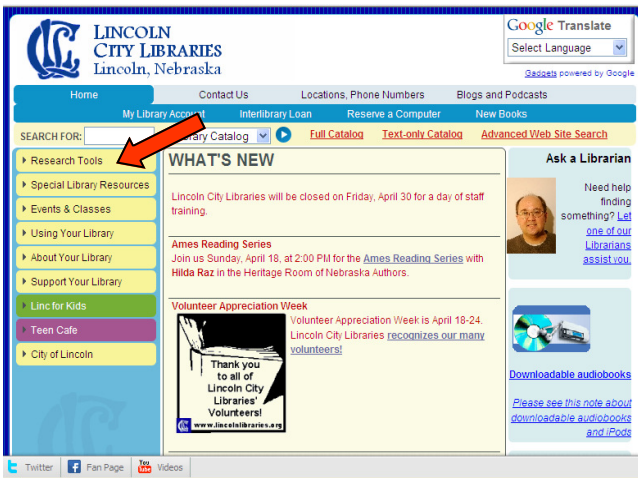 LINCOLN
CITY LIBRARIES
Lincoln, Nebraska
Google Translate
Select Language
Gadgets powered by Google
Home
Contact Us
Locations, Phone Numbers
Blogs and Podcasts
My Library Account
Interlibrary Loan
Reserve a Computer
New Books
SEARCH FOR:
Catalog
Full Catalog
Text-only Catalog
Advanced Web Site Search
Research Tools
Special Library Resources
Events & Classes
Using Your Library
About Your Library
Support Your Library
Linc for Kids
Teen Cafe
City of Lincoln
WHAT'S NEW
Lincoln City Libraries will be closed on Friday, April 30 for a day of staff
training.
Ames Reading Series
Join us Sunday, April 18, at 2:00 PM for the Ames Reading Series with
Hilda Raz in the Heritage Room of Nebraska Authors.
Volunteer Appreciation Week
Volunteer Appreciation Week is April 18-24.
Lincoln City Libraries recognizes our many
volunteers!
Thank you
to all of
Lincoln City
Libraries'
Volunteers!
www.lincolnlibraries.org
Ask a Librarian
Need help
finding
something? Let
one of our
Librarians
assist you.
Downloadable audiobooks
Please see this note about
downloadable audiobooks
and iPods
Twitter
Fan Page
You Tube
Videos